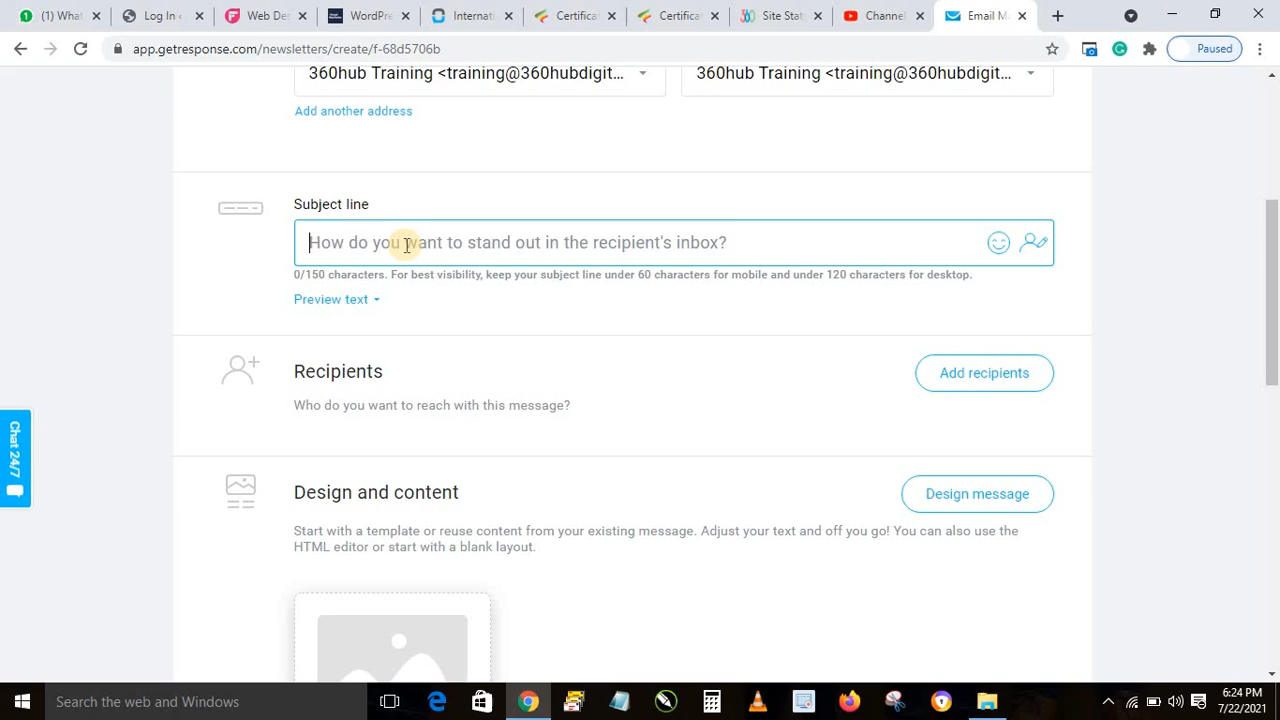 (1) What
Log In
Web De
WordPre
Interna
Certifica
Certifica
Site Sta
Channel
Email M
app.getresponse.com/newsletters/create/f-68d5706b
Paused
360hub Training <training@360hubdigit...
360hub Training <training@360hubdigit...
Add another address
Subject line
How do you want to stand out in the recipient's inbox?
0/150 characters. For best visibility, keep your subject line under 60 characters for mobile and under 120 characters for desktop.
Preview text
Recipients
Add recipients
Who do you want to reach with this message?
Chat 24/7
Design and content
Design message
Start with a template or reuse content from your existing message. Adjust your text and off you go! You can also use the
HTML editor or start with a blank layout.
Search the web and Windows
6:24 PM
7/22/2021